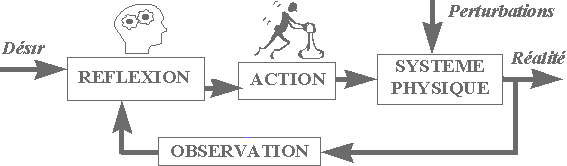 Perturbations
Désir
Réalité
REFLEXION
ACTION
SYSTEME
PHYSIQUE
OBSERVATION